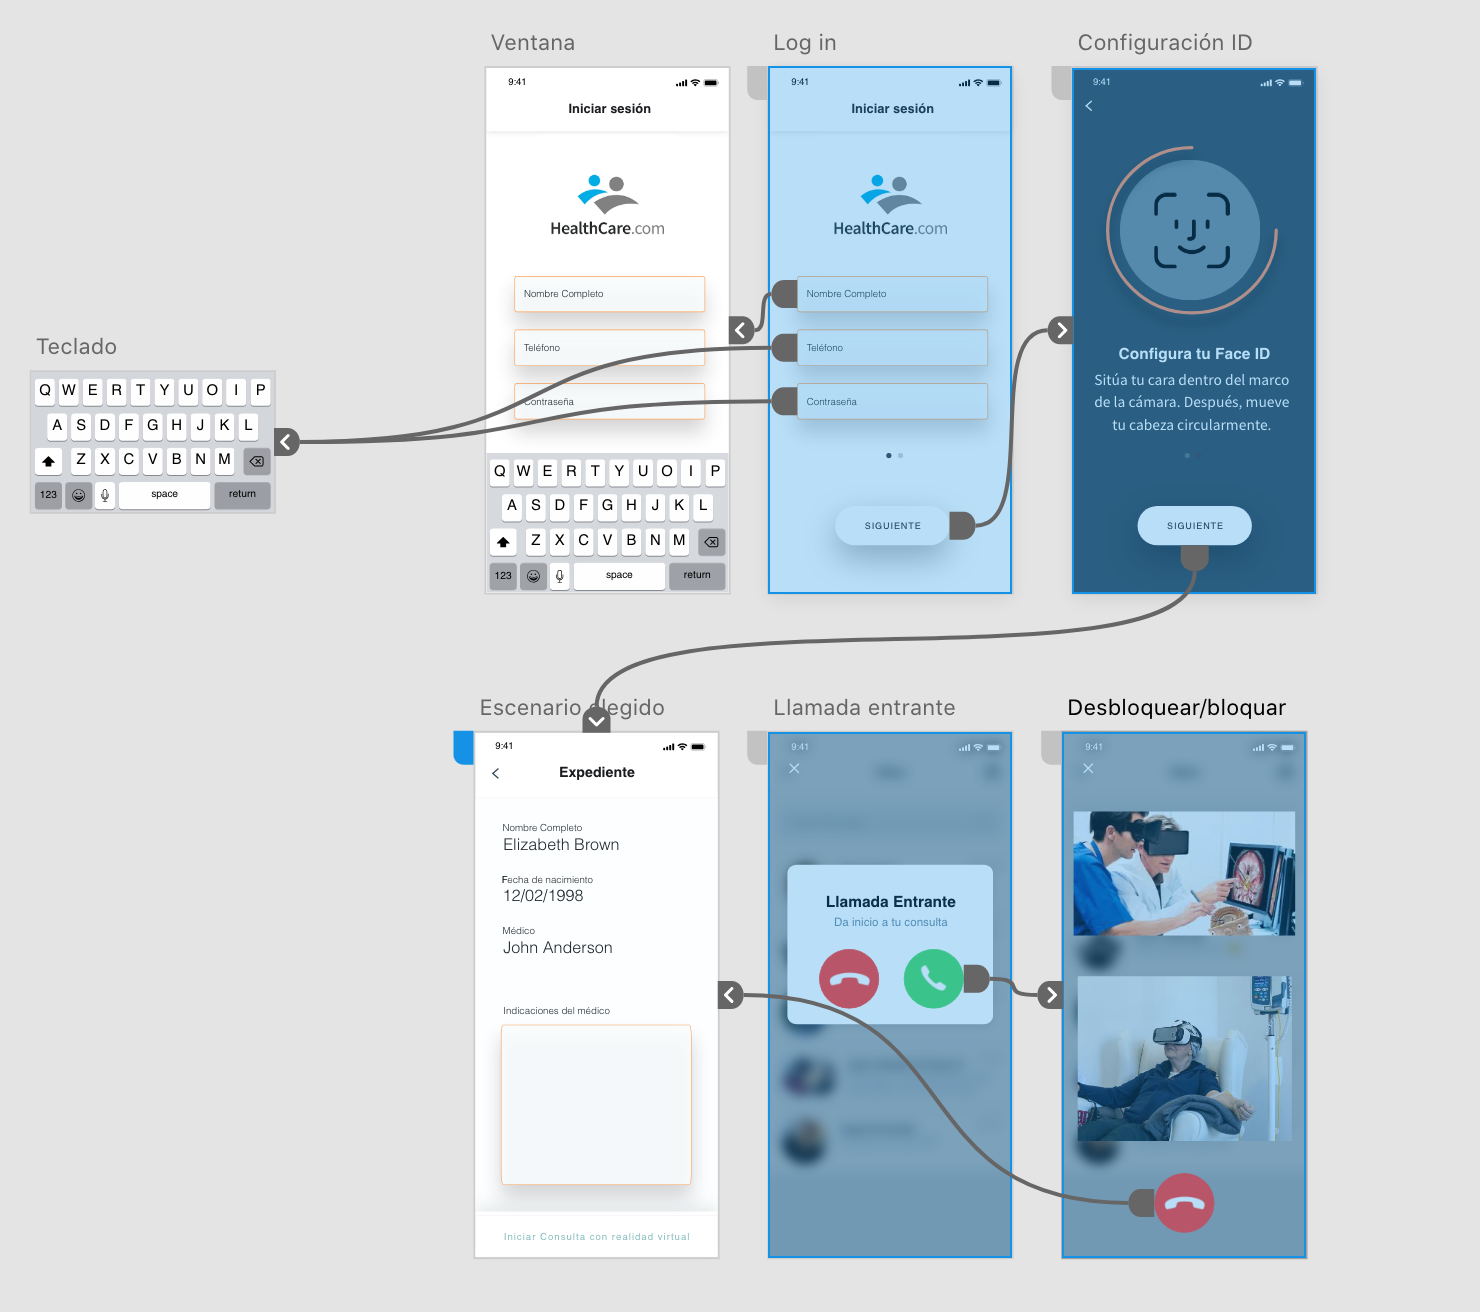 Ventana
Log in
Configuración ID
9:41
Iniciar sesión
HealthCare.com
Nombre Completo
Teléfono
Contraseña
Q W E R T Y U O I P
A S D F G H J K L
Z X C V B N M
123 space return
9:41
Iniciar sesión
HealthCare.com
Nombre Completo
Teléfono
Contraseña
SIGUIENTE
9:41
Configura tu Face ID
Sitúa tu cara dentro del marco
de la cámara. Después, mueve
tu cabeza circularmente.
SIGUIENTE
Teclado
Q W E R T Y U O I P
A S D F G H J K L
Z X C V B N M
123 space return
Escenario elegido
Llamada entrante
Desbloquear/bloquar
9:41
Expediente
Nombre Completo
Elizabeth Brown
Fecha de nacimiento
12/02/1998
Médico
John Anderson
Indicaciones del médico
Iniciar Consulta con realidad virtual
9:41
Llamada Entrante
Da inicio a tu consulta
9:41